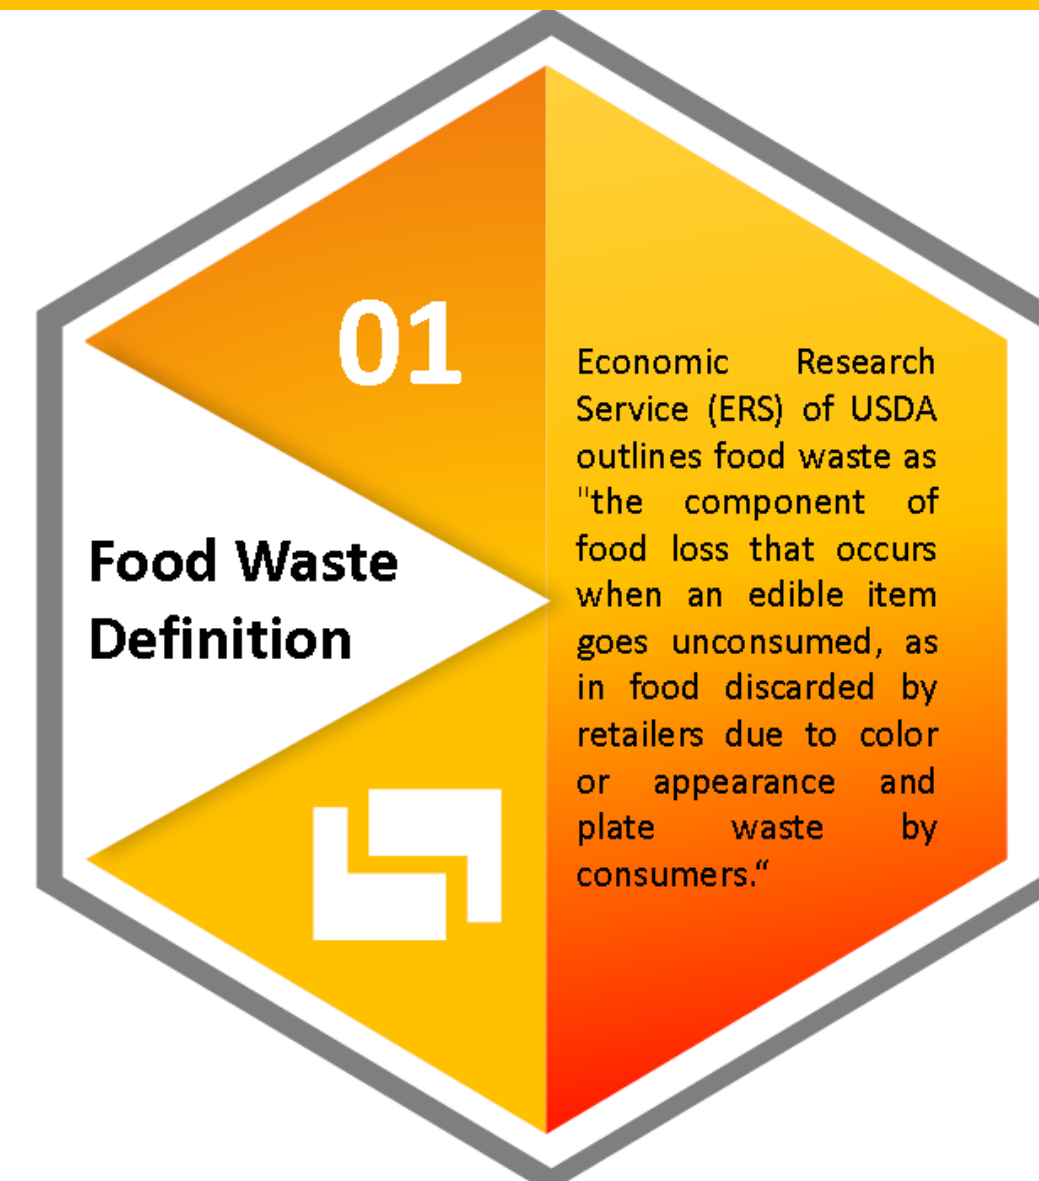 01
Food Waste
Definition
Economic Research
Service (ERS) of USDA
outlines food waste as
"the component of
food loss that occurs
when an edible item
goes unconsumed, as
in food discarded by
retailers due to color
or appearance and
plate waste by
consumers.“